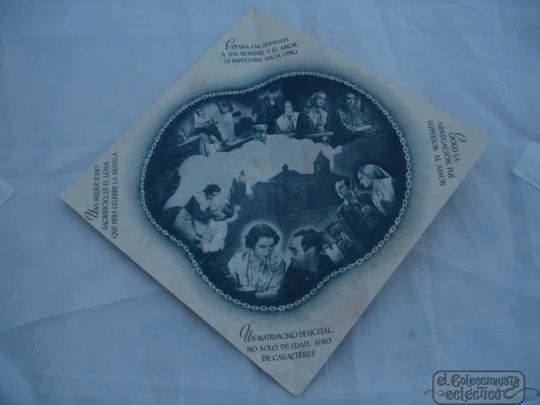 ESTABA ENCADENADA
A UN HOMBRE Y EL AMOR
LE IMPULSABA HACIA OTRO
SOLO LA
ABNEGACIÓN FUÉ
SUPERIOR AL AMOR
UNA MUJER TODO
SACRIFICIO, ES EL LEMA
QUE HIZO CÉLEBRE LA NOVELA
UN MATRIMONIO DESIGUAL,
NO SOLO DE EDAD, SINO
DE CARACTERES
el Coleccionista
ecléctico